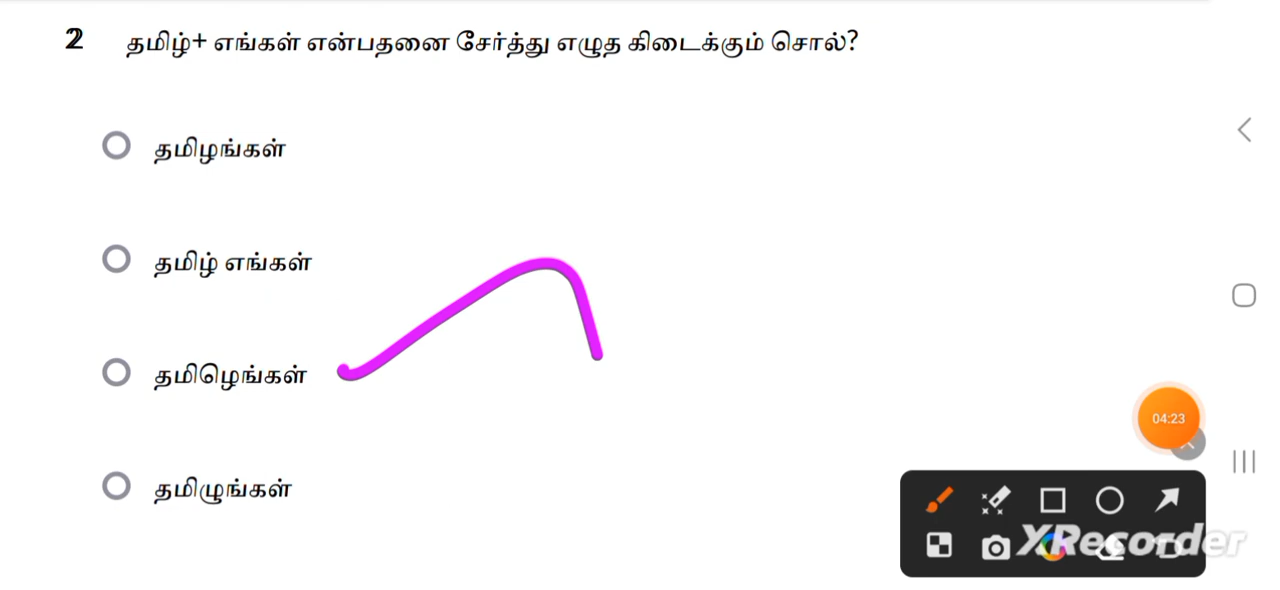 2 தமிழ்+ எங்கள் என்பதனை சேர்த்து எழுத கிடைக்கும் சொல்?
தமிழங்கள்
தமிழ் எங்கள்
தமிழெங்கள்
தமிழுங்கள்
04:23
XRecorder